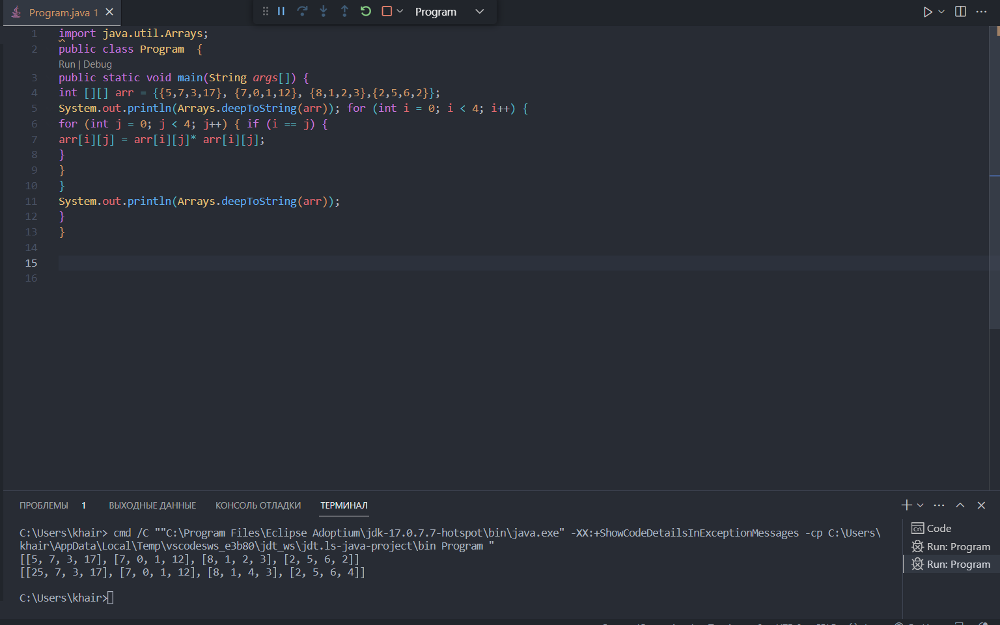 Program.java 1
Program
1 import java.util.Arrays;
2 public class Program  {
Run | Debug
3 public static void main(String args[]) {
4 int [][] arr = {{5,7,3,17}, {7,0,1,12}, {8,1,2,3},{2,5,6,2}};
5 System.out.println(Arrays.deepToString(arr)); for (int i = 0; i < 4; i++) {
6 for (int j = 0; j < 4; j++) { if (i == j) {
7 arr[i][j] = arr[i][j]* arr[i][j];
8 }
9 }
10 }
11 System.out.println(Arrays.deepToString(arr));
12 }
13 }
14
15
16
ПРОБЛЕМЫ 1 ВЫХОДНЫЕ ДАННЫЕ КОНСОЛЬ ОТЛАДКИ ТЕРМИНАЛ
C:\Users\khair> cmd /C ""C:\Program Files\Eclipse Adoptium\jdk-17.0.7.7-hotspot\bin\java.exe" -XX:+ShowCodeDetailsInExceptionMessages -cp C:\Users\
khair\AppData\Local\Temp\vscodesws_e3b80\jdt_ws\jdt.ls-java-project\bin Program "
[[5, 7, 3, 17], [7, 0, 1, 12], [8, 1, 2, 3], [2, 5, 6, 2]]
[[25, 7, 3, 17], [7, 0, 1, 12], [8, 1, 4, 3], [2, 5, 6, 4]]
C:\Users\khair>
Code
Run: Program
Run: Program